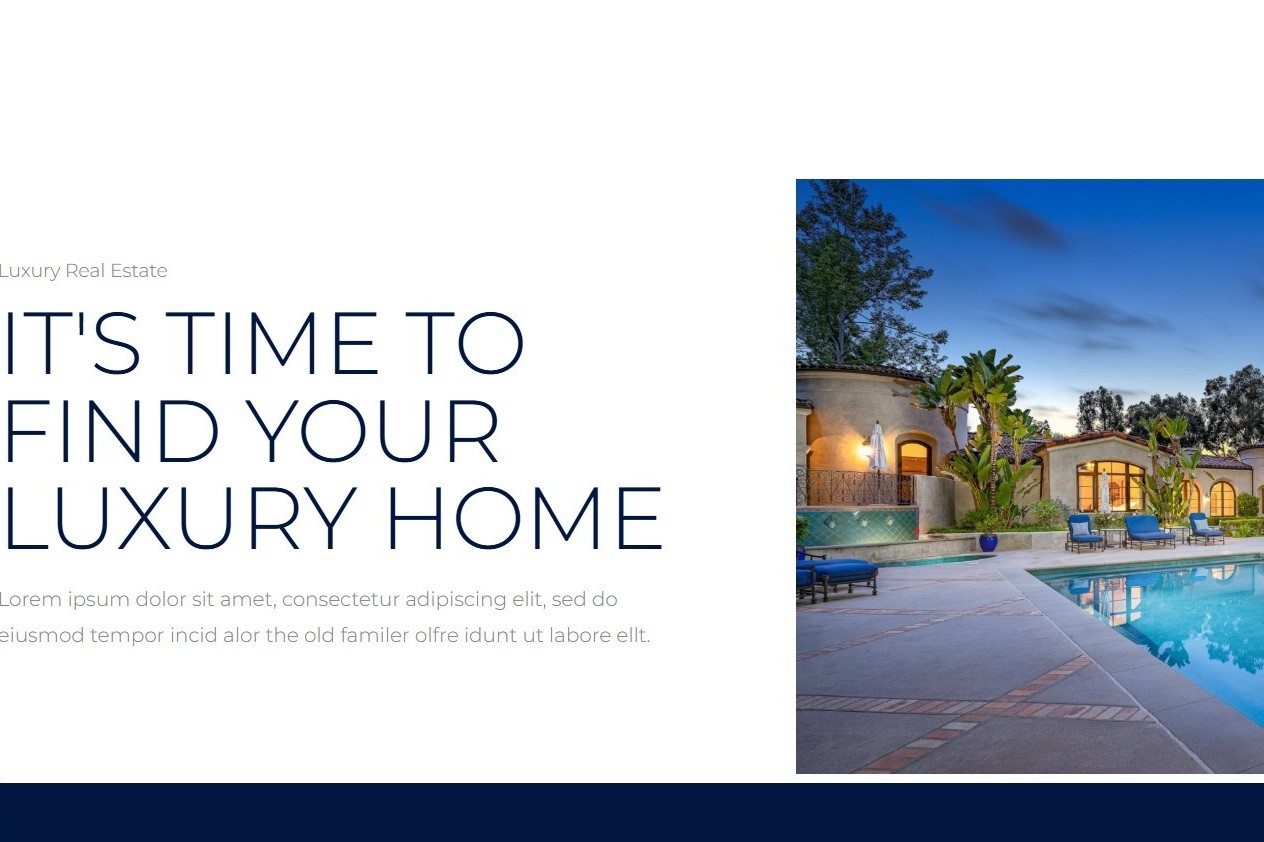 Luxury Real Estate
IT'S TIME TO
FIND YOUR
LUXURY HOME
Lorem ipsum dolor sit amet, consectetur adipiscing elit, sed do
eiusmod tempor incid alor the old familer olfre idunt ut labore ellt.